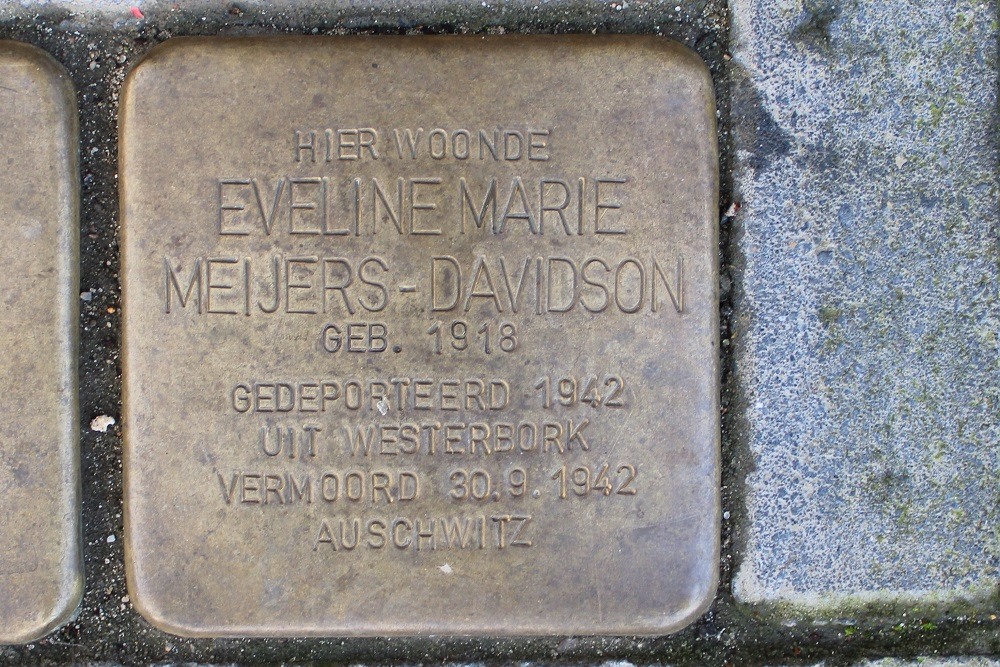 HIER WOONDE
EVELINE MARIE
MEIJERS-DAVIDSON
GEB. 1918
GEDEPORTEERD 1942
UIT WESTERBORK
VERMOORD 30.9.1942
AUSCHWITZ